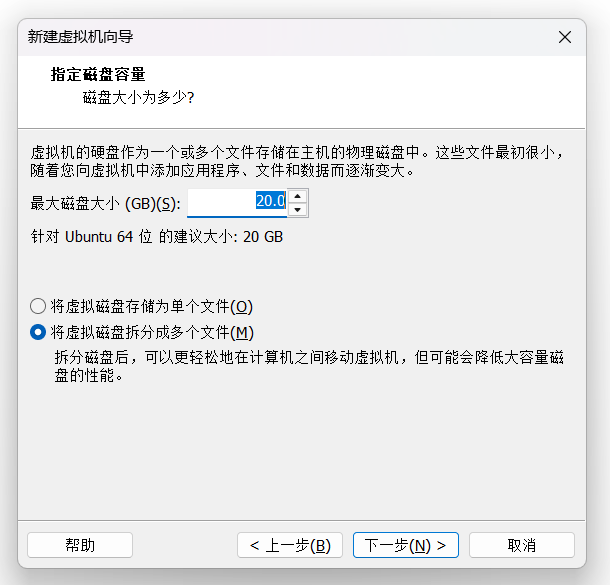 新建虚拟机向导
指定磁盘容量
磁盘大小为多少?
虚拟机的硬盘作为一个或多个文件存储在主机的物理磁盘中。这些文件最初很小，
随着您向虚拟机中添加应用程序、文件和数据而逐渐变大。
最大磁盘大小 (GB)(S): 20.0
针对 Ubuntu 64 位 的建议大小: 20 GB
将虚拟磁盘存储为单个文件(O)
将虚拟磁盘拆分成多个文件(M)
拆分磁盘后，可以更轻松地在计算机之间移动虚拟机，但可能会降低大容量磁
盘的性能。
帮助 < 上一步(B) 下一步(N) > 取消